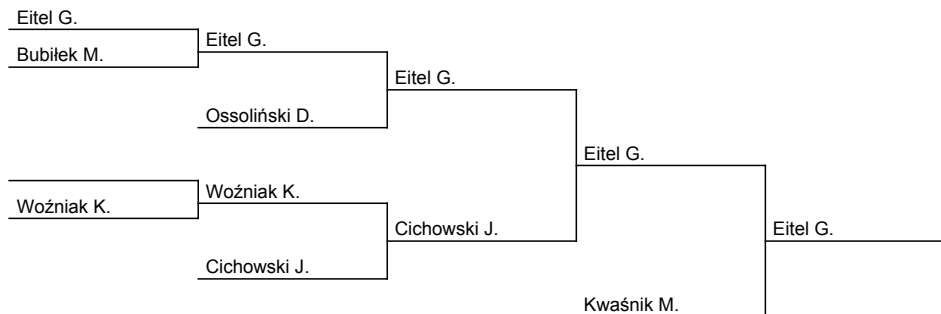 Eitel G.
Bubiłek M.
Eitel G.
Ossoliński D.
Eitel G.
Woźniak K.
Woźniak K.
Cichowski J.
Cichowski J.
Eitel G.
Kwaśnik M.
Eitel G.